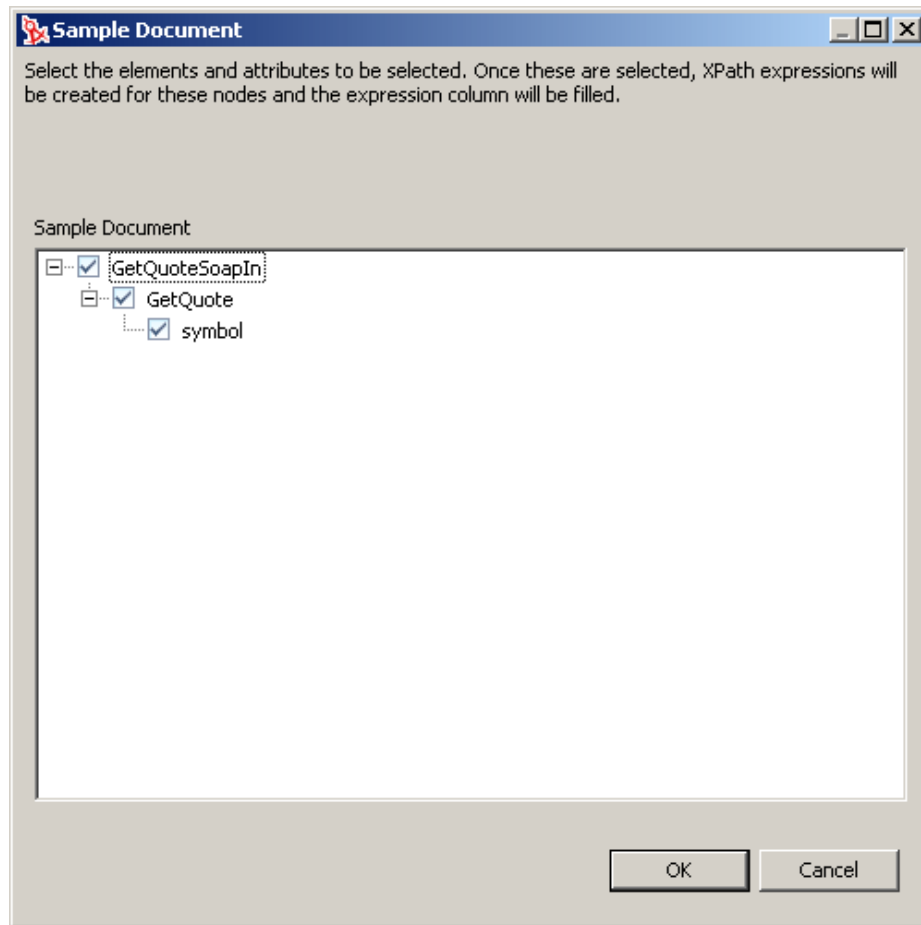 Sample Document
Select the elements and attributes to be selected. Once these are selected, XPath expressions will
be created for these nodes and the expression column will be filled.
Sample Document
GetQuoteSoapIn
GetQuote
symbol
OK
Cancel